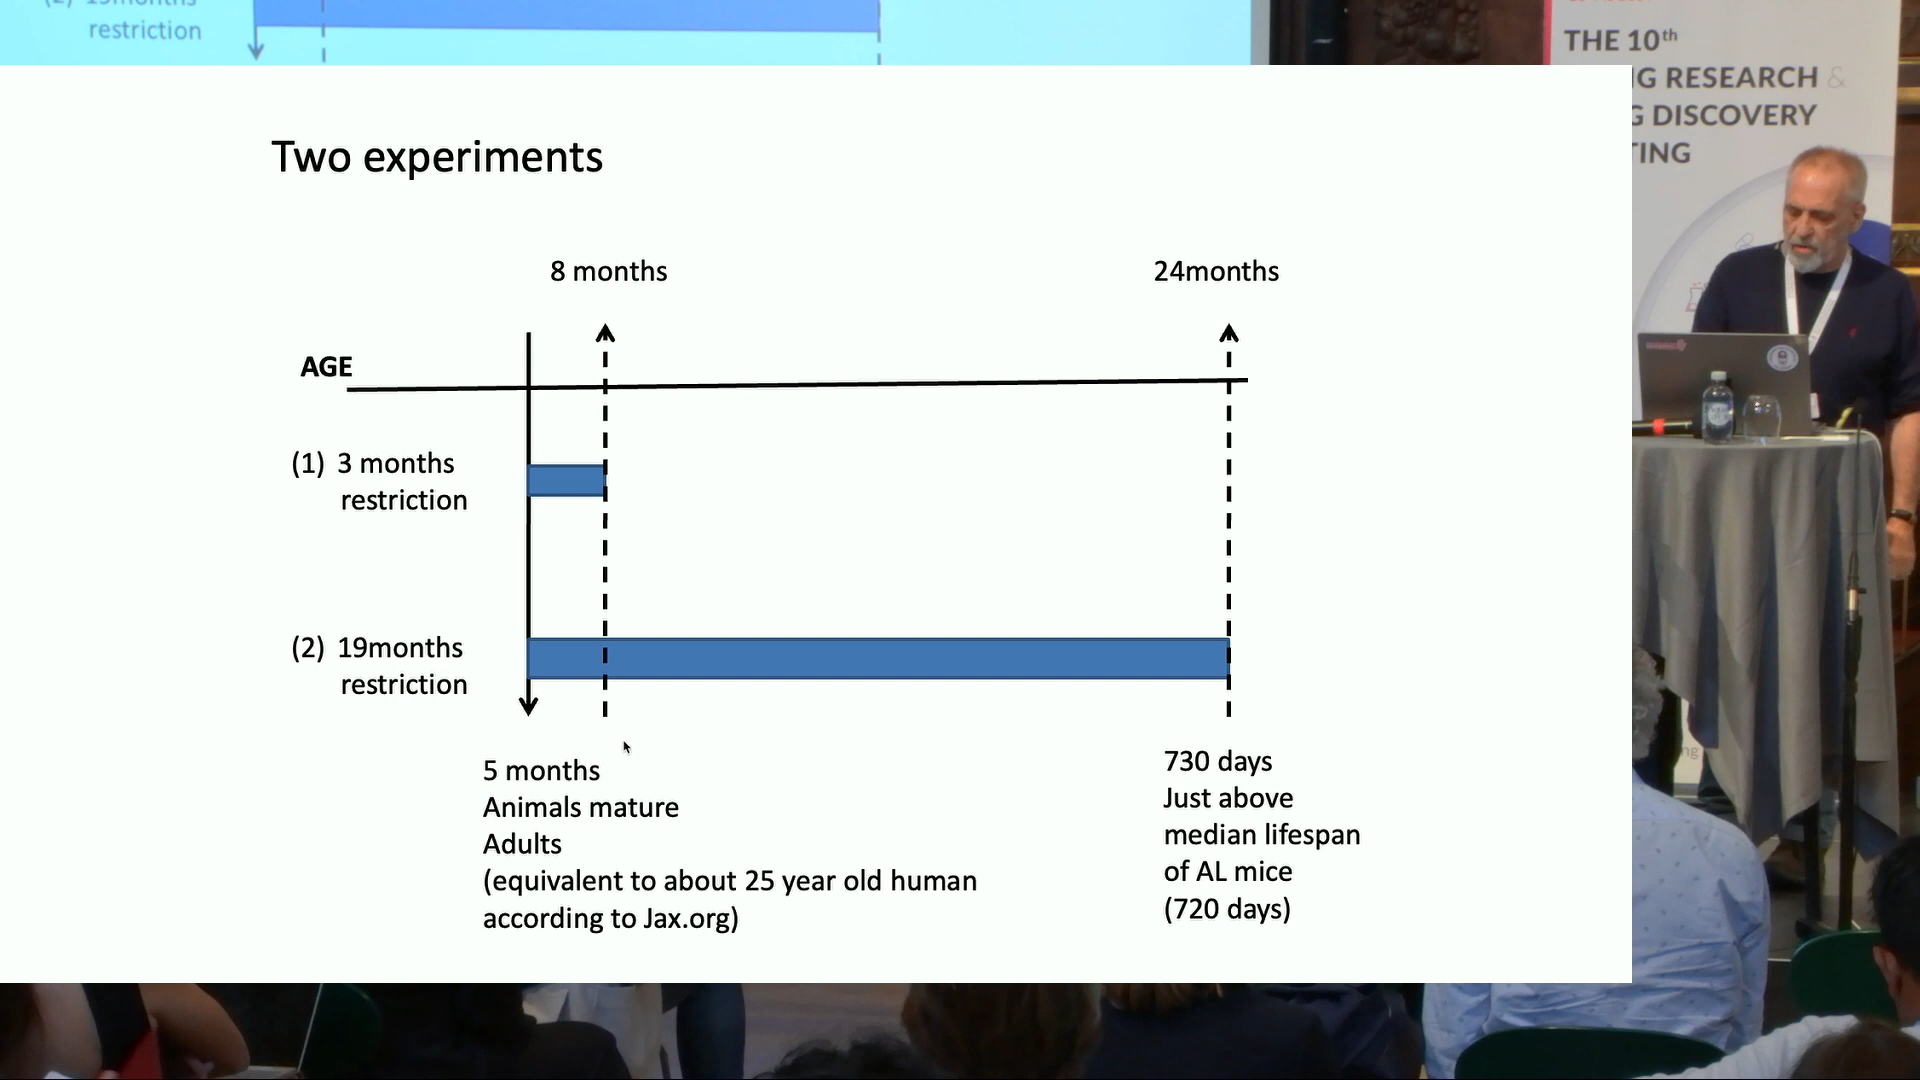 restriction
THE 10th
G RESEARCH &
G DISCOVERY
TING
Two experiments
8 months
24months
AGE
(1) 3 months
restriction
(2) 19months
restriction
5 months
Animals mature
Adults
(equivalent to about 25 year old human
according to Jax.org)
730 days
Just above
median lifespan
of AL mice
(720 days)